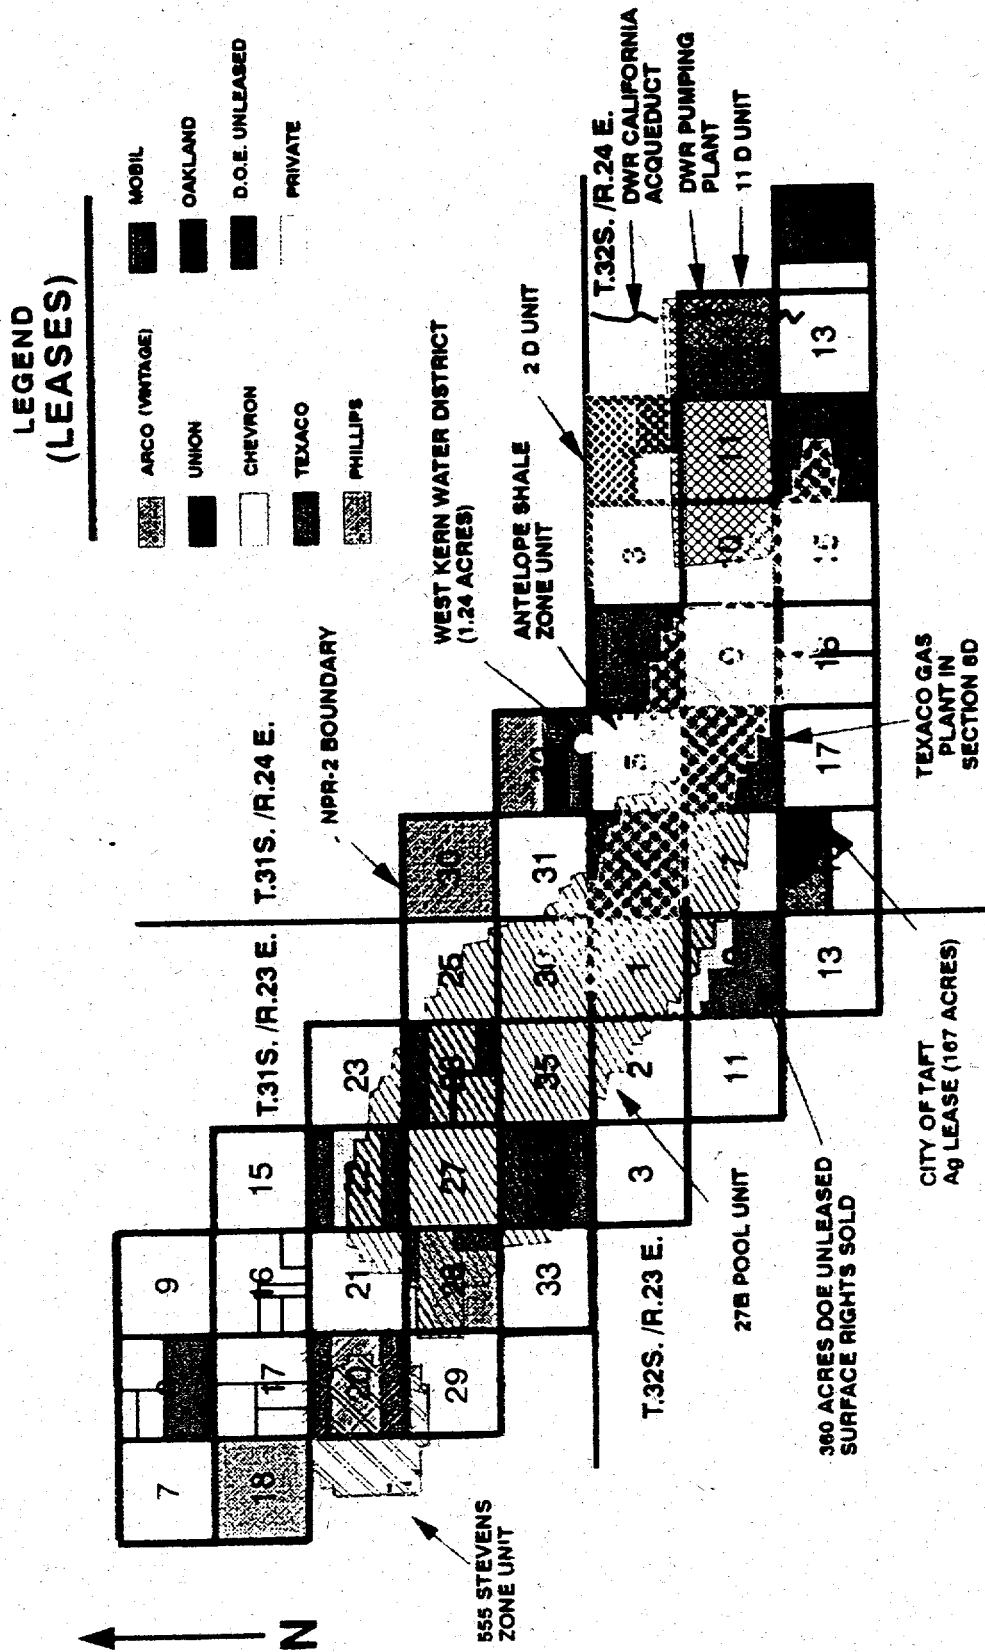 LEGEND
(LEASES)
ARCO (VINTAGE)
UNION
CHEVRON
TEXACO
PHILLIPS
MOBIL
OAKLAND
D.O.E. UNLEASED
PRIVATE
T.31S. /R.23 E.
T.31S. /R.24 E.
NPR-2 BOUNDARY
WEST KERN WATER DISTRICT
(1.24 ACRES)
ANTELOPE SHALE
ZONE UNIT
2 D UNIT
T.32S. /R.24 E.
DWR CALIFORNIA
ACQUEDUCT
DWR PUMPING
PLANT
11 D UNIT
7
9
18
17
16
15
20
21
22
23
29
28
27
26
25
30
33
35
36
31
3
2
1
5
3
11
7
9
10
11
13
17
16
15
13
N
555 STEVENS
ZONE UNIT
T.32S. /R.23 E.
27B POOL UNIT
360 ACRES DOE UNLEASED
SURFACE RIGHTS SOLD
CITY OF TAFT
Ag LEASE (167 ACRES)
TEXACO GAS
PLANT IN
SECTION 8D